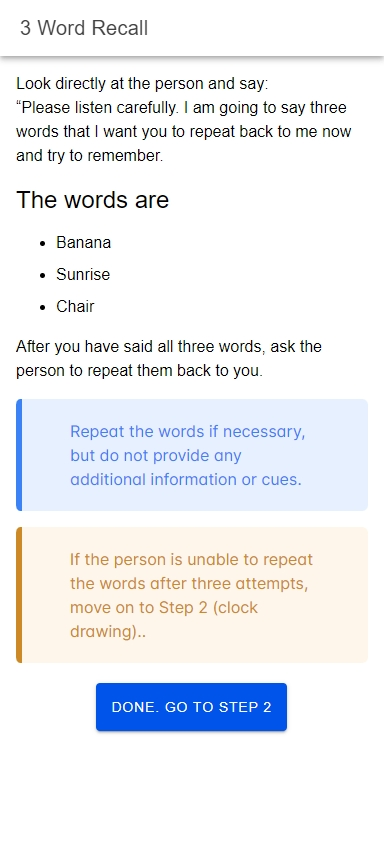 3 Word Recall
Look directly at the person and say:
“Please listen carefully. I am going to say three
words that I want you to repeat back to me now
and try to remember.
The words are
• Banana
• Sunrise
• Chair
After you have said all three words, ask the
person to repeat them back to you.
Repeat the words if necessary,
but do not provide any
additional information or cues.
If the person is unable to repeat
the words after three attempts,
move on to Step 2 (clock
drawing)..
DONE. GO TO STEP 2